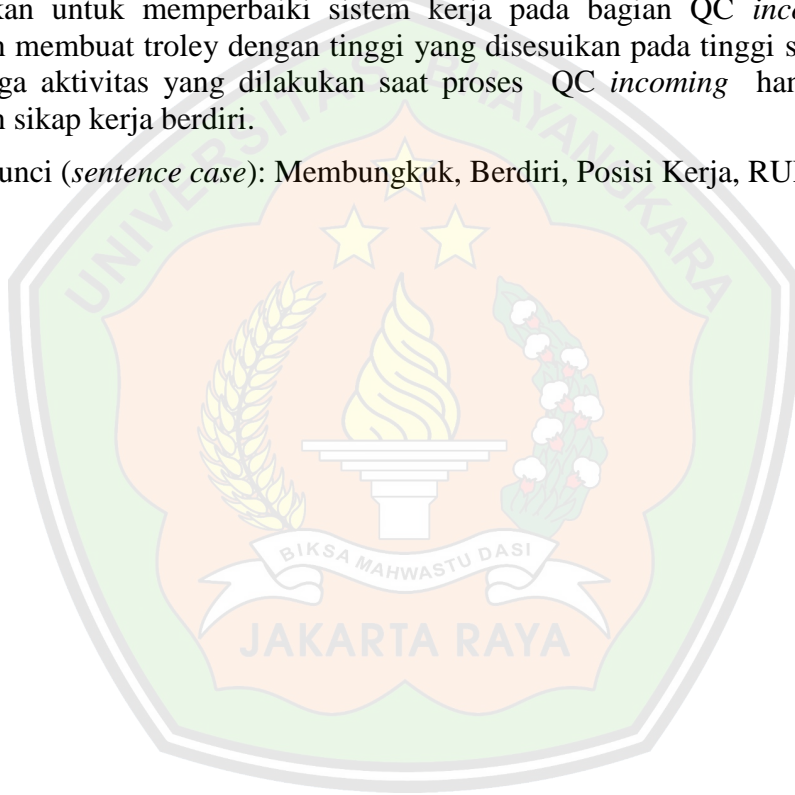 kan untuk memperbaiki sistem kerja pada bagian QC
membuat troley dengan tinggi yang disesuikan pada tinggi
ga aktivitas yang dilakukan saat proses QC incoming
sikap kerja berdiri.
unci (sentence case): Membungkuk, Berdiri, Posisi Kerja,
UNIVERSITAS BHAYANGKARA
BIKSA MAHWASTU DASI
JAKARTA RAYA